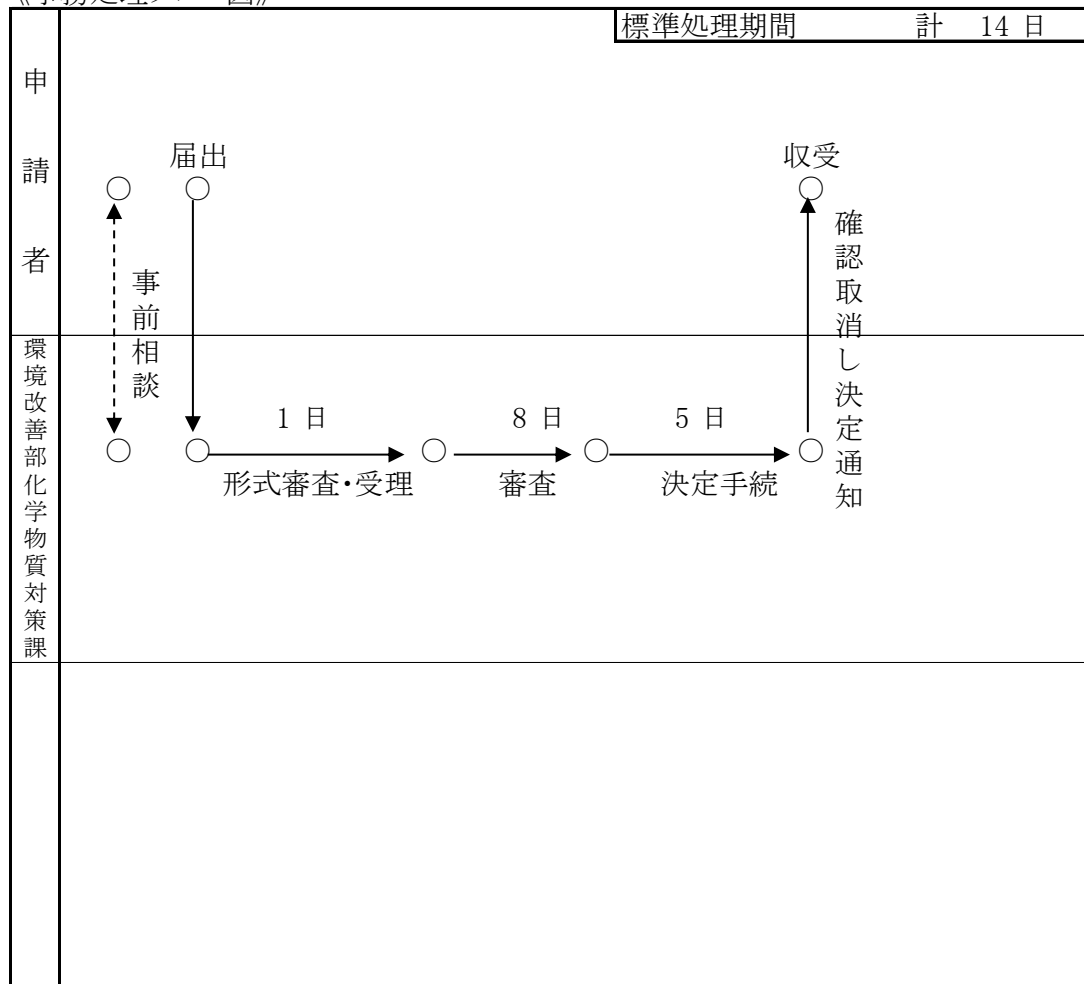 標準処理期間 計 14 日
申請者
届出
収受
事前相談
確認取消し決定通知
環境改善部化学物質対策課
1 日
8 日
5 日
形式審査・受理
審査
決定手続